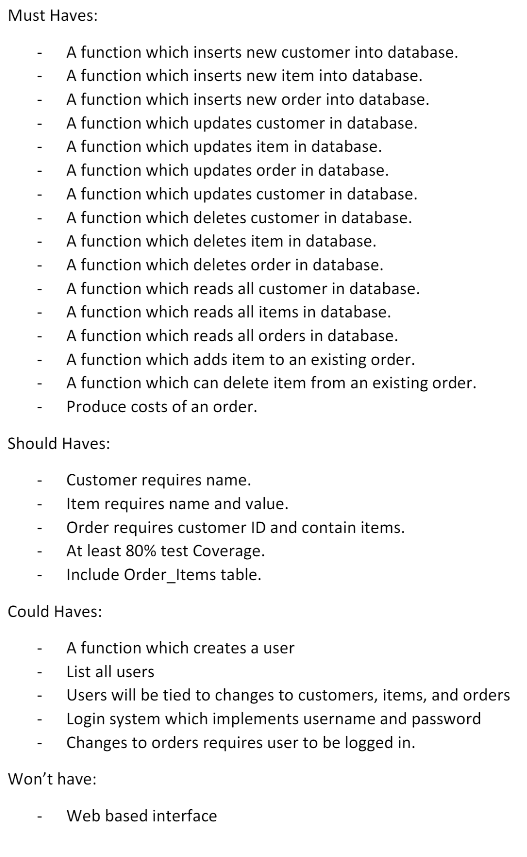 Must Haves:
- A function which inserts new customer into database.
- A function which inserts new item into database.
- A function which inserts new order into database.
- A function which updates customer in database.
- A function which updates item in database.
- A function which updates order in database.
- A function which updates customer in database.
- A function which deletes customer in database.
- A function which deletes item in database.
- A function which deletes order in database.
- A function which reads all customer in database.
- A function which reads all items in database.
- A function which reads all orders in database.
- A function which adds item to an existing order.
- A function which can delete item from an existing order.
- Produce costs of an order.
Should Haves:
- Customer requires name.
- Item requires name and value.
- Order requires customer ID and contain items.
- At least 80% test Coverage.
- Include Order_Items table.
Could Haves:
- A function which creates a user
- List all users
- Users will be tied to changes to customers, items, and orders
- Login system which implements username and password
- Changes to orders requires user to be logged in.
Won't have:
- Web based interface